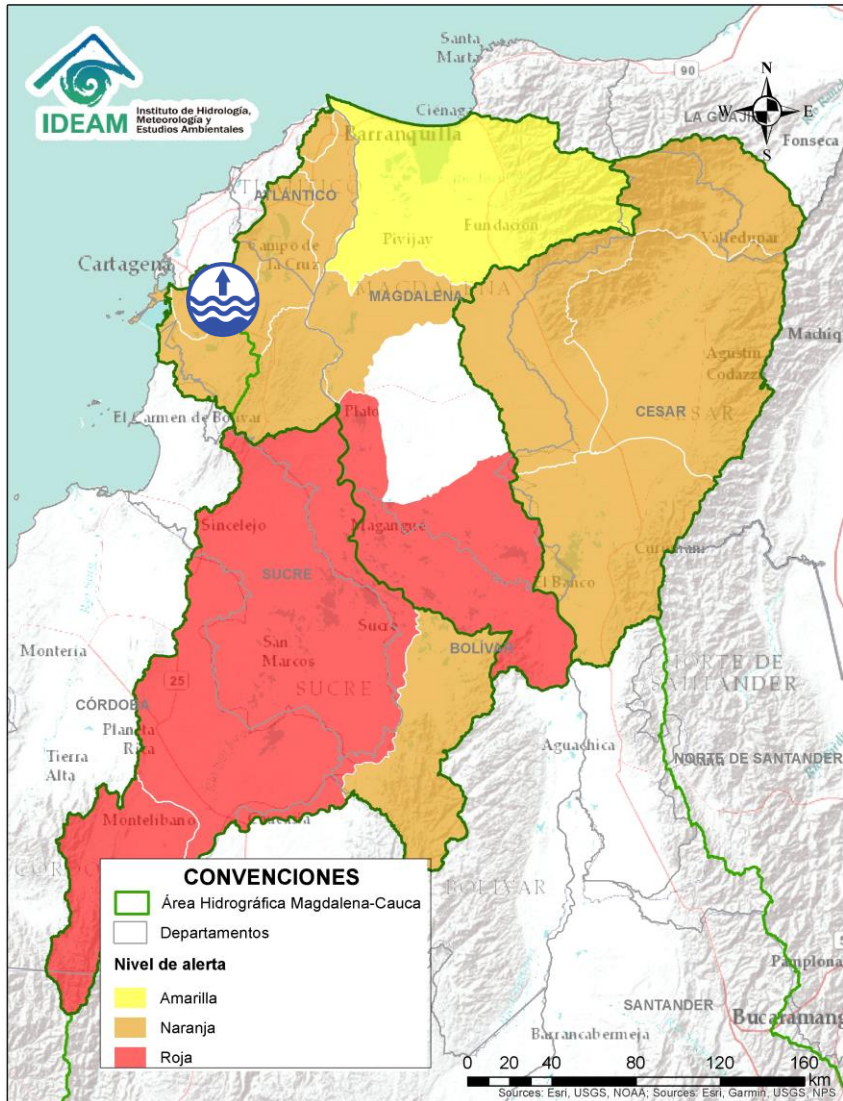 IDEAM
Instituto de Hidrología,
Meteorología y
Estudios Ambientales
Santa
Marta
90
N
W
E
S
Ciénaga
LA GUAJIRA
Fonseca
Barranquilla
ATLÁNTICO
Fundación
Campo de
la Cruz
Pivijay
Valledupar
Cartagena
MAGDALENA
MAGDALENA
Machiq
Agustín
Codazzi
El Carmen de Bolívar
Plato
CESAR
CESAR
Sincelejo
Magangué
Curumaní
El Banco
SUCRE
Sucre
Montería
San
Marcos
BOLÍVAR
25
SUCRE
NORTE DE
SANTANDER
CÓRDOBA
Planeta
Rica
Aguachica
Tierra
Alta
NORTE DE SANTANDER
Montelíbano
Caucasia
CONVENCIONES
Área Hidrográfica Magdalena-Cauca
Departamentos
Nivel de alerta
Amarilla
Naranja
Roja
BOLÍVAR
Pamplona
SANTANDER
Bucaramang
Barrancabermeja
0 20 40 80 120 160
km
Sources: Esri, USGS, NOAA; Sources: Esri, Garmin, USGS, NPS